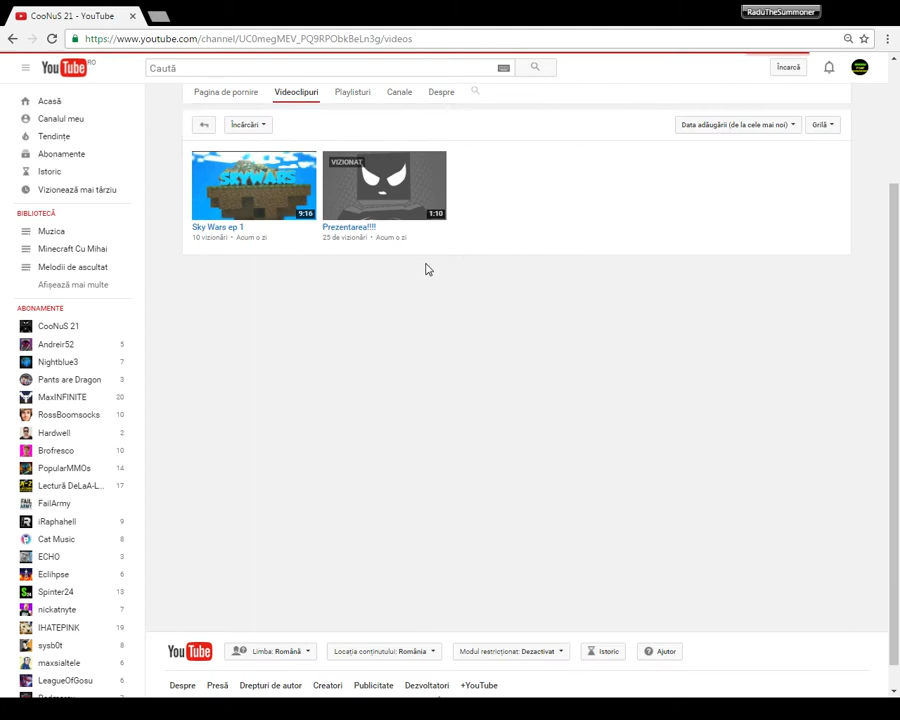 CooNuS 21 - YouTube
RaduTheSummoner
https://www.youtube.com/channel/UC0megMEV_PQ9RPObkBeLn3g/videos
YouTube RO
Caută
Încarcă
Pagina de pornire
Videoclipuri
Playlisturi
Canale
Despre
Încărcări
Data adăugării (de la cele mai noi)
Grilă
SKYWARS
9:16
VIZIONAT
1:10
Sky Wars ep 1
Prezentarea!!!!
10 vizionări • Acum o zi
25 de vizionări • Acum o zi
Acasă
Canalul meu
Tendințe
Abonamente
Istoric
Vizionează mai târziu
BIBLIOTECĂ
Muzica
Minecraft Cu Mihai
Melodii de ascultat
Afișează mai multe
ABONAMENTE
CooNuS 21
Andreir52 5
Nightblue3 7
Pants are Dragon 3
MaxINFINITE 20
RossBoomsocks 10
Hardwell 2
Brofresco 10
PopularMMOs 14
Lectură DeLaA-L... 17
FailArmy
iRaphahell 9
Cat Music 8
ECHO 3
Eclihpse 6
Spinter24 13
nickatnyte 7
IHATEPINK 19
sysb0t 8
maxsialtele 6
LeagueOfGosu 6
YouTube
Limba: Română
Locația conținutului: România
Modul restricționat: Dezactivat
Istoric
Ajutor
Despre
Presă
Drepturi de autor
Creatori
Publicitate
Dezvoltatori
+YouTube